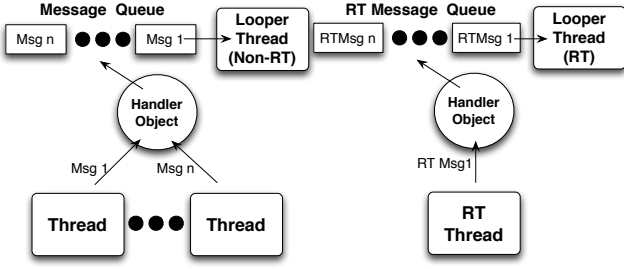 Message Queue
Msg n
Msg 1
Looper
Thread
(Non-RT)
Handler
Object
Msg 1
Msg n
Thread
Thread
RT Message Queue
RTMsg n
RTMsg 1
Looper
Thread
(RT)
Handler
Object
RT Msg1
RT
Thread